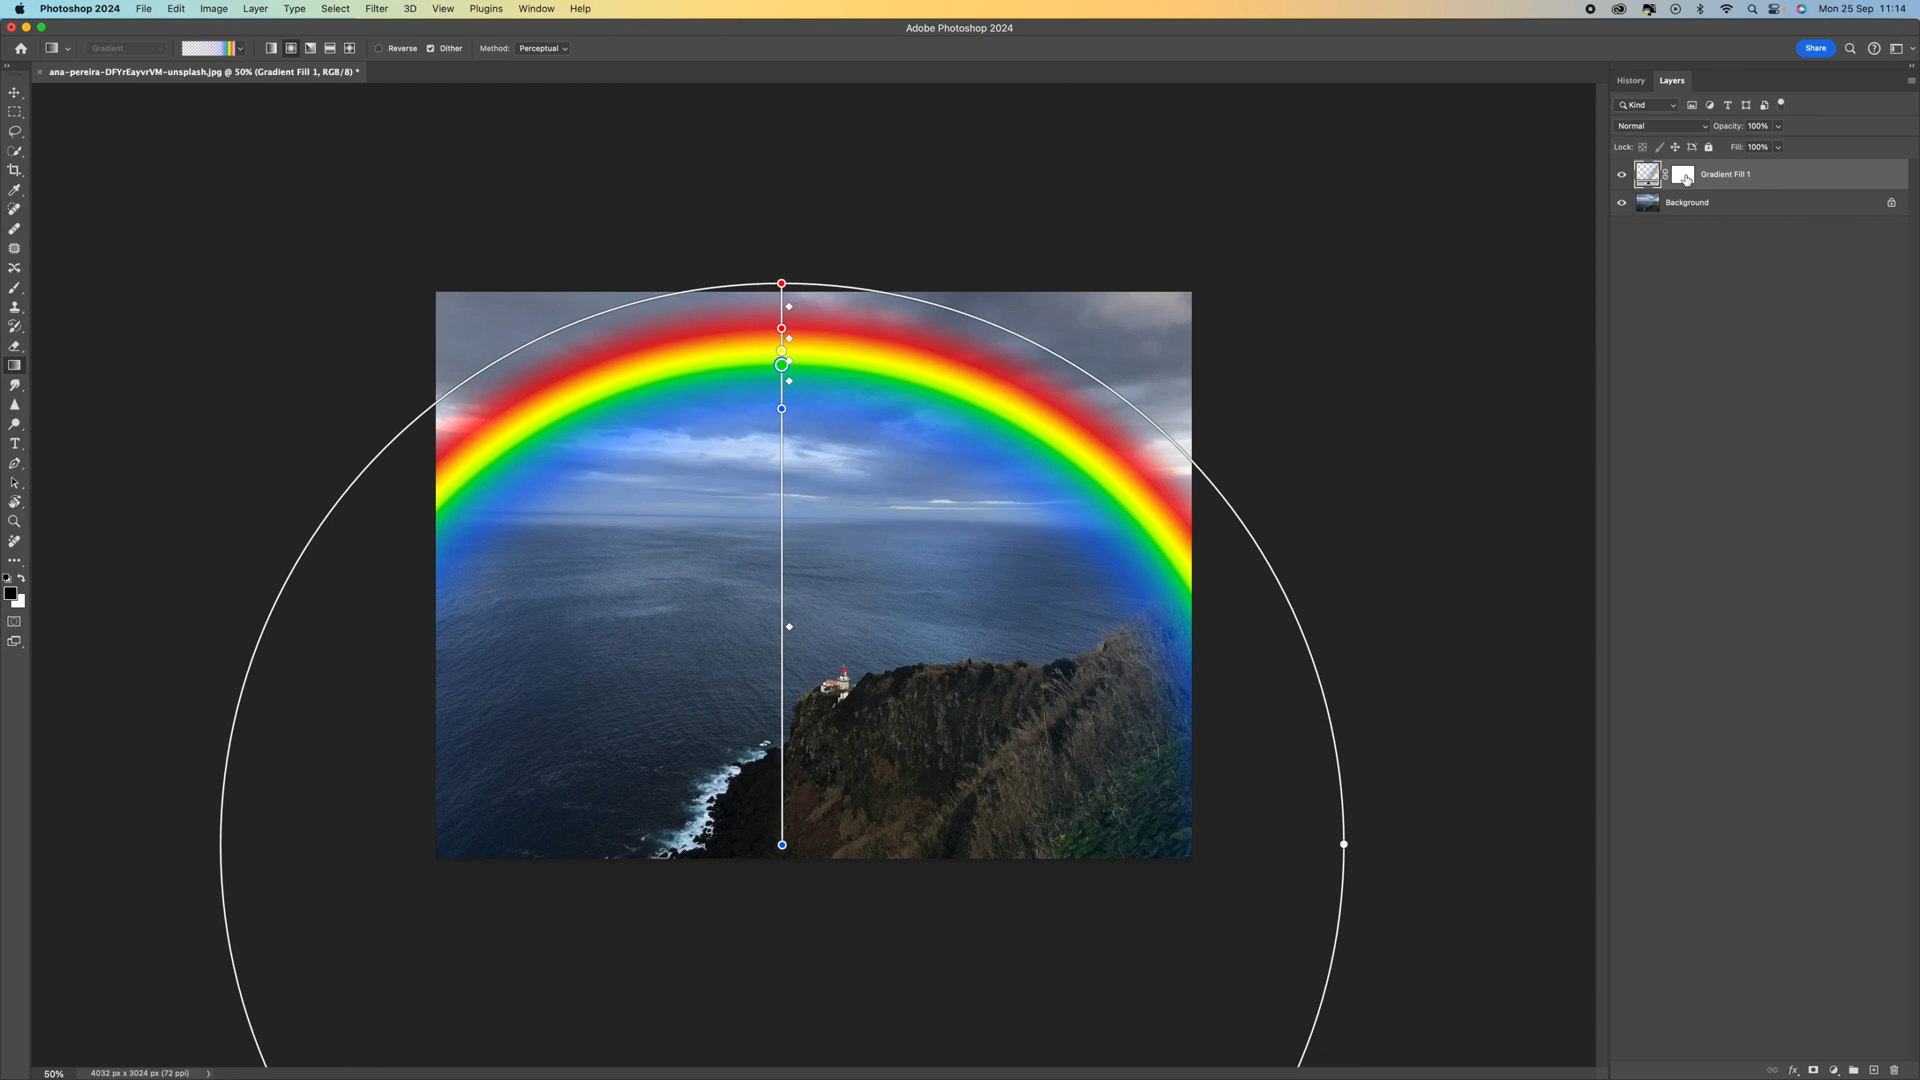 Photoshop 2024 File Edit Image Layer Type Select Filter 3D View Plugins Window Help Mon 25 Sep 11:14
Adobe Photoshop 2024
Gradient Reverse Dither Method: Perceptual Share
ana-pereira-DFYrEayvrVM-unsplash.jpg @ 50% (Gradient Fill 1, RGB/8) *
History Layers
Kind
Normal Opacity: 100%
Lock: Fill: 100%
Gradient Fill 1
Background
50% 4032 px x 3024 px (72 ppi)